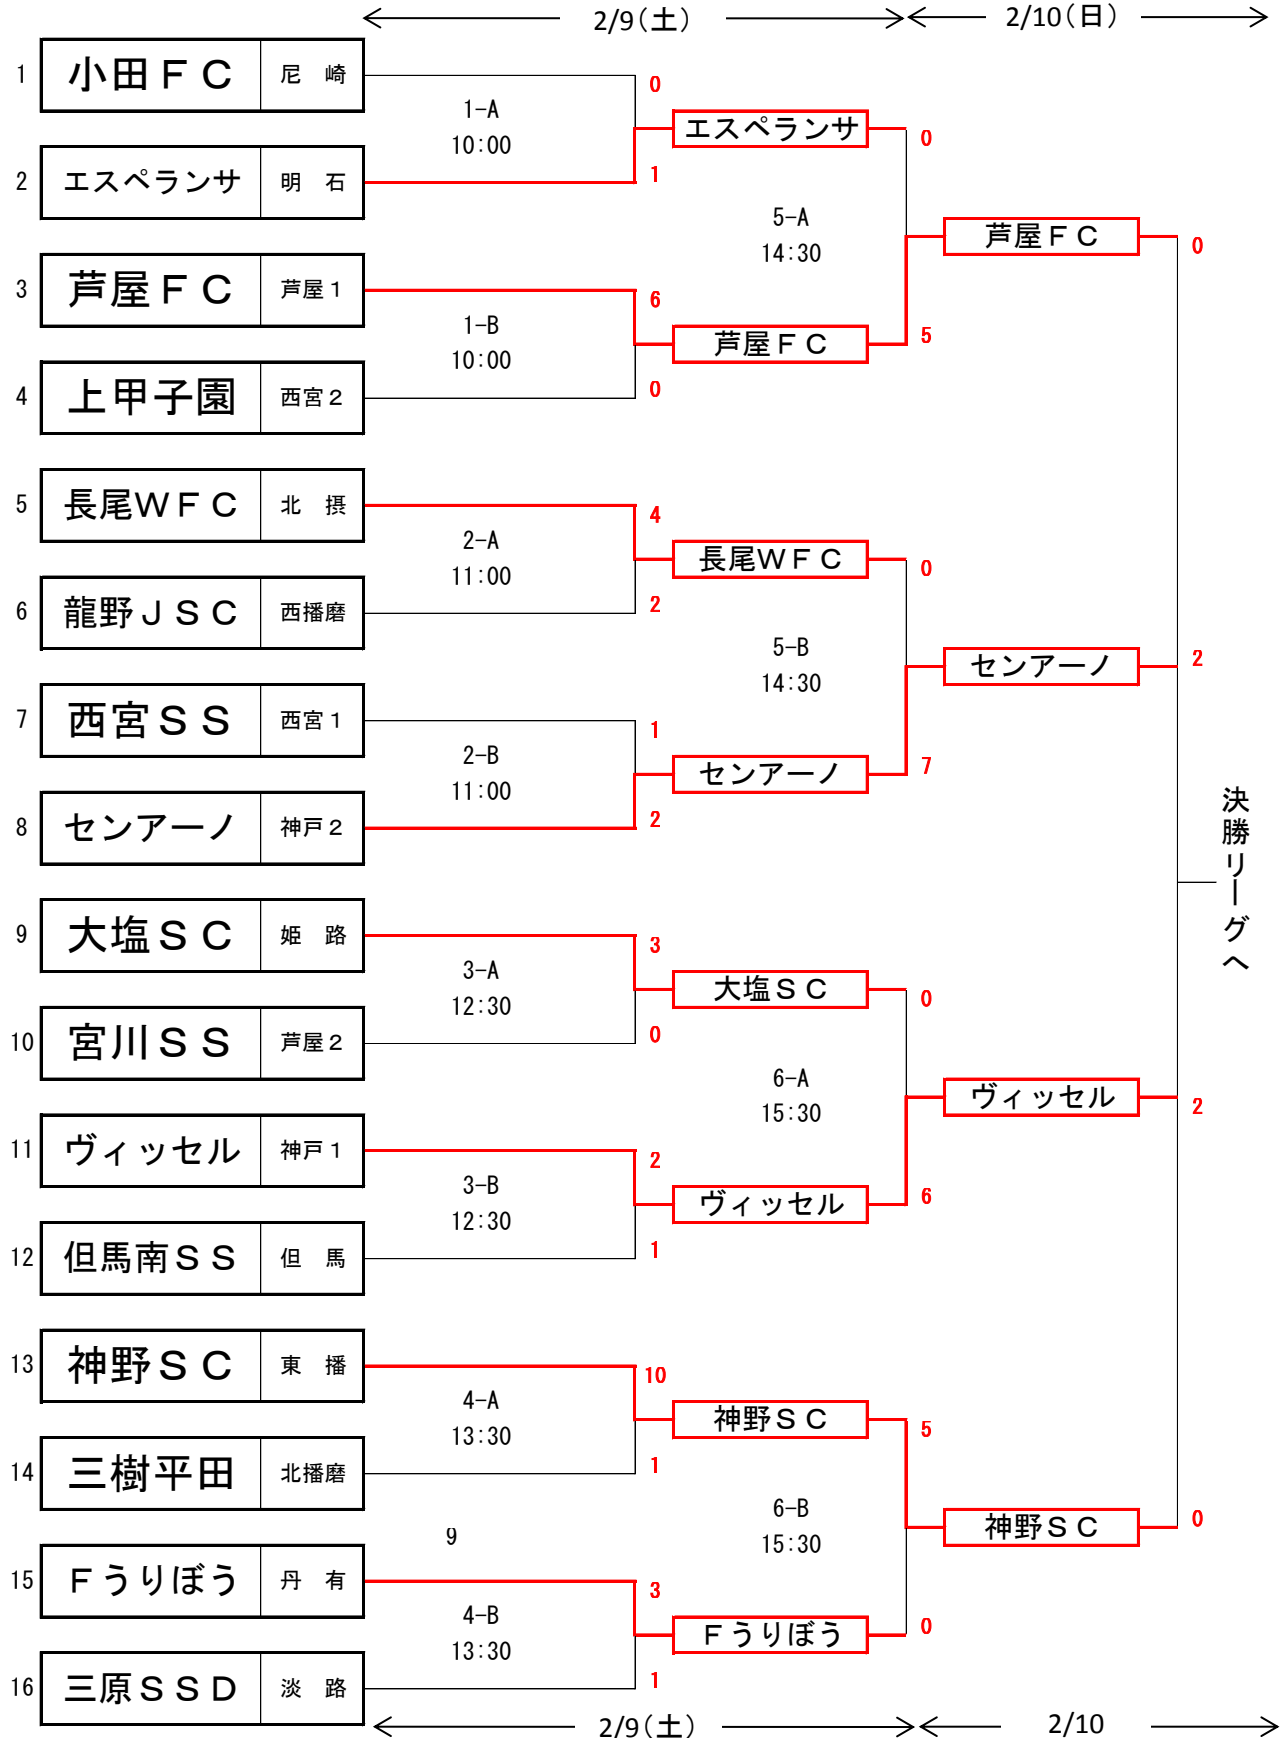 2/9(土)
2/10(日)
1 小田ＦＣ 尼　崎
0
1-A
10:00
エスペランサ
0
2 エスペランサ 明　石
1
5-A
14:30
芦屋ＦＣ
0
3 芦屋ＦＣ 芦屋１
6
1-B
10:00
芦屋ＦＣ
5
4 上甲子園 西宮２
0
5 長尾ＷＦＣ 北　摂
4
2-A
11:00
長尾ＷＦＣ
0
6 龍野ＪＳＣ 西播磨
2
5-B
14:30
センアーノ
2
7 西宮ＳＳ 西宮１
1
2-B
11:00
センアーノ
7
8 センアーノ 神戸２
2
決勝リーグへ
9 大塩ＳＣ 姫　路
3
3-A
12:30
大塩ＳＣ
0
10 宮川ＳＳ 芦屋２
0
6-A
15:30
ヴィッセル
2
11 ヴィッセル 神戸１
2
3-B
12:30
ヴィッセル
6
12 但馬南ＳＳ 但　馬
1
13 神野ＳＣ 東　播
10
4-A
13:30
神野ＳＣ
5
14 三樹平田 北播磨
1
6-B
15:30
神野ＳＣ
0
9
15 Ｆうりぼう 丹　有
3
4-B
13:30
Ｆうりぼう
0
16 三原ＳＳＤ 淡　路
1
2/9(土)
2/10